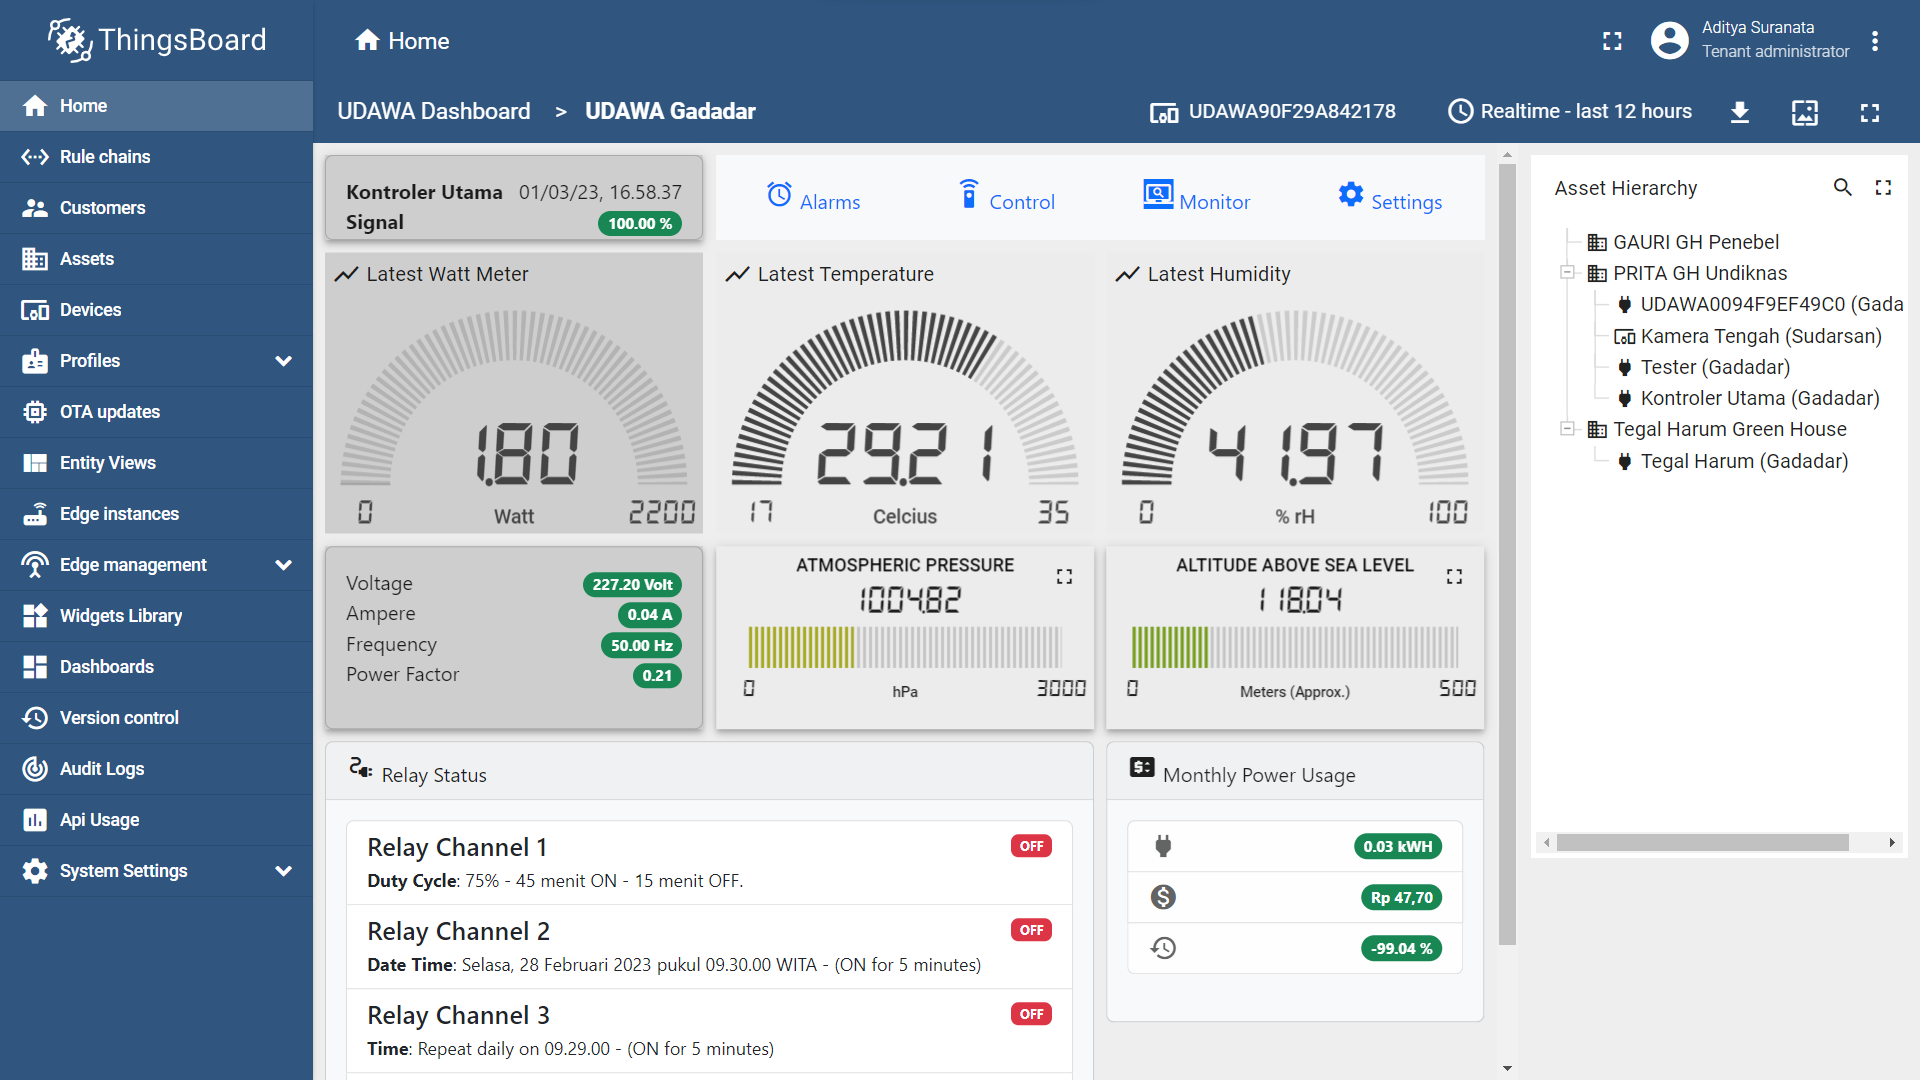 ThingsBoard
Home
Aditya Suranata
Tenant administrator
UDAWA Dashboard > UDAWA Gadadar
UDAWA90F29A842178
Realtime - last 12 hours
Home
Rule chains
Customers
Assets
Devices
Profiles
OTA updates
Entity Views
Edge instances
Edge management
Widgets Library
Dashboards
Version control
Audit Logs
Api Usage
System Settings
Kontroler Utama 01/03/23, 16.58.37
Signal 100.00 %
Alarms
Control
Monitor
Settings
Latest Watt Meter
1.80
0 Watt 2200
Latest Temperature
29.21
17 Celcius 35
Latest Humidity
41.97
0 % rH 100
Voltage 227.20 Volt
Ampere 0.04 A
Frequency 50.00 Hz
Power Factor 0.21
ATMOSPHERIC PRESSURE
1004.82
0 hPa 3000
ALTITUDE ABOVE SEA LEVEL
118.04
0 Meters (Approx.) 500
Relay Status
Relay Channel 1 OFF
Duty Cycle: 75% - 45 menit ON - 15 menit OFF.
Relay Channel 2 OFF
Date Time: Selasa, 28 Februari 2023 pukul 09.30.00 WITA - (ON for 5 minutes)
Relay Channel 3 OFF
Time: Repeat daily on 09.29.00 - (ON for 5 minutes)
Monthly Power Usage
0.03 kWH
Rp 47,70
-99.04 %
Asset Hierarchy
GAURI GH Penebel
PRITA GH Undiknas
UDAWA0094F9EF49C0 (Gada
Kamera Tengah (Sudarsan)
Tester (Gadadar)
Kontroler Utama (Gadadar)
Tegal Harum Green House
Tegal Harum (Gadadar)